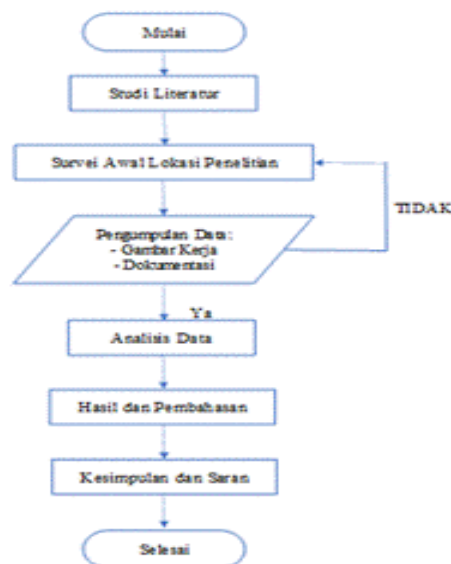 Mulai
Studi Literatur
Survei Awal Lokasi Penelitian
TIDAK
Pengumpulan Data:
- Gambar Kerja
- Dokumentasi
Ya
Analisis Data
Hasil dan Pembahasan
Kesimpulan dan Saran
Selesai